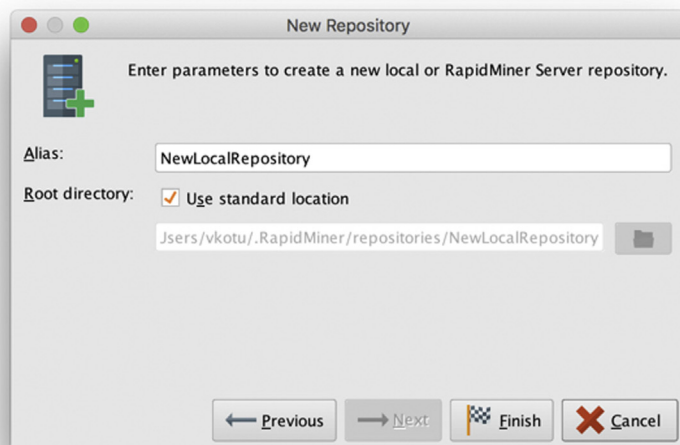 New Repository
Enter parameters to create a new local or RapidMiner Server repository.
Alias:
NewLocalRepository
Root directory:
Use standard location
Jsers/vkotu/.RapidMiner/repositories/NewLocalRepository
Previous
Next
Finish
Cancel